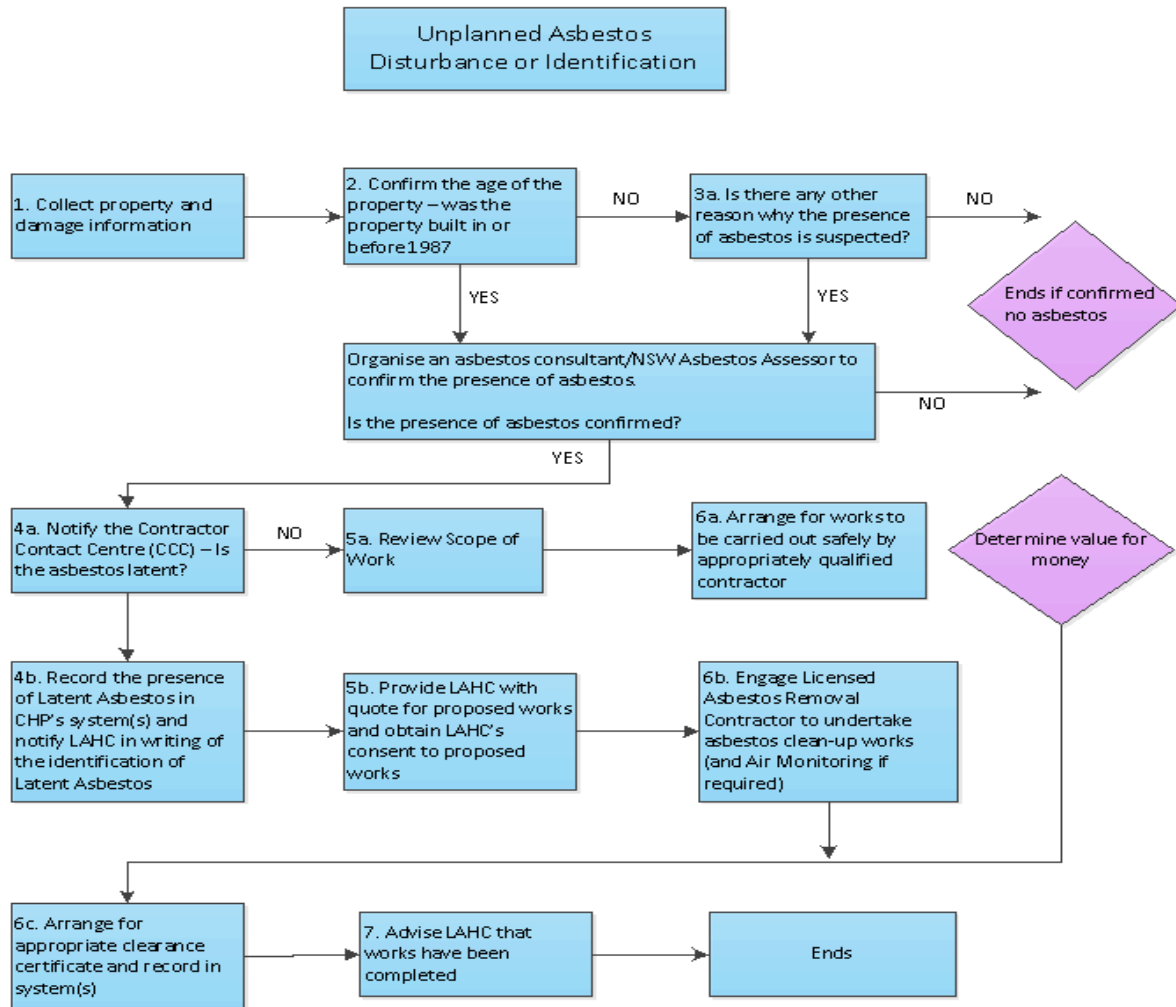 Unplanned Asbestos
Disturbance or Identification
1. Collect property and
damage information
2. Confirm the age of the
property – was the
property built in or
before1987
NO
3a. Is there any other
reason why the presence
of asbestos is suspected?
NO
Ends if confirmed
no asbestos
YES
YES
Organise an asbestos consultant/NSW Asbestos Assessor to
confirm the presence of asbestos.
Is the presence of asbestos confirmed?
NO
YES
4a. Notify the Contractor
Contact Centre (CCC) – Is
the asbestos latent?
NO
5a. Review Scope of
Work
6a. Arrange for works to
be carried out safely by
appropriately qualified
contractor
Determine value for
money
4b. Record the presence
of Latent Asbestos in
CHP's system(s) and
notify LAHC in writing of
the identification of
Latent Asbestos
5b. Provide LAHC with
quote for proposed works
and obtain LAHC's
consent to proposed
works
6b. Engage Licensed
Asbestos Removal
Contractor to undertake
asbestos clean-up works
(and Air Monitoring if
required)
6c. Arrange for
appropriate clearance
certificate and record in
system(s)
7. Advise LAHC that
works have been
completed
Ends